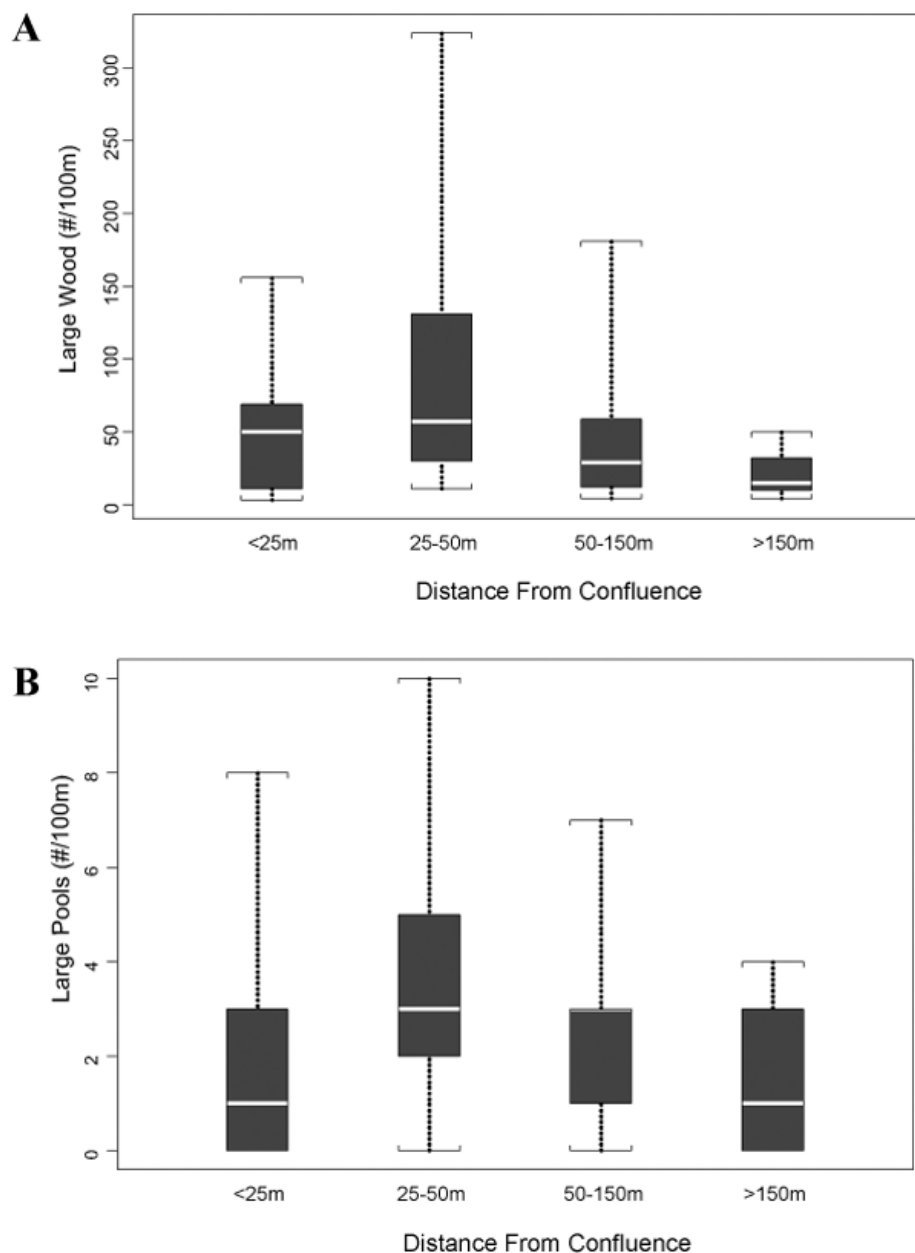 A
Large Wood (#/100m)
300
250
200
150
100
50
0
<25m 25-50m 50-150m >150m
Distance From Confluence
B
Large Pools (#/100m)
10
8
6
4
2
0
<25m 25-50m 50-150m >150m
Distance From Confluence